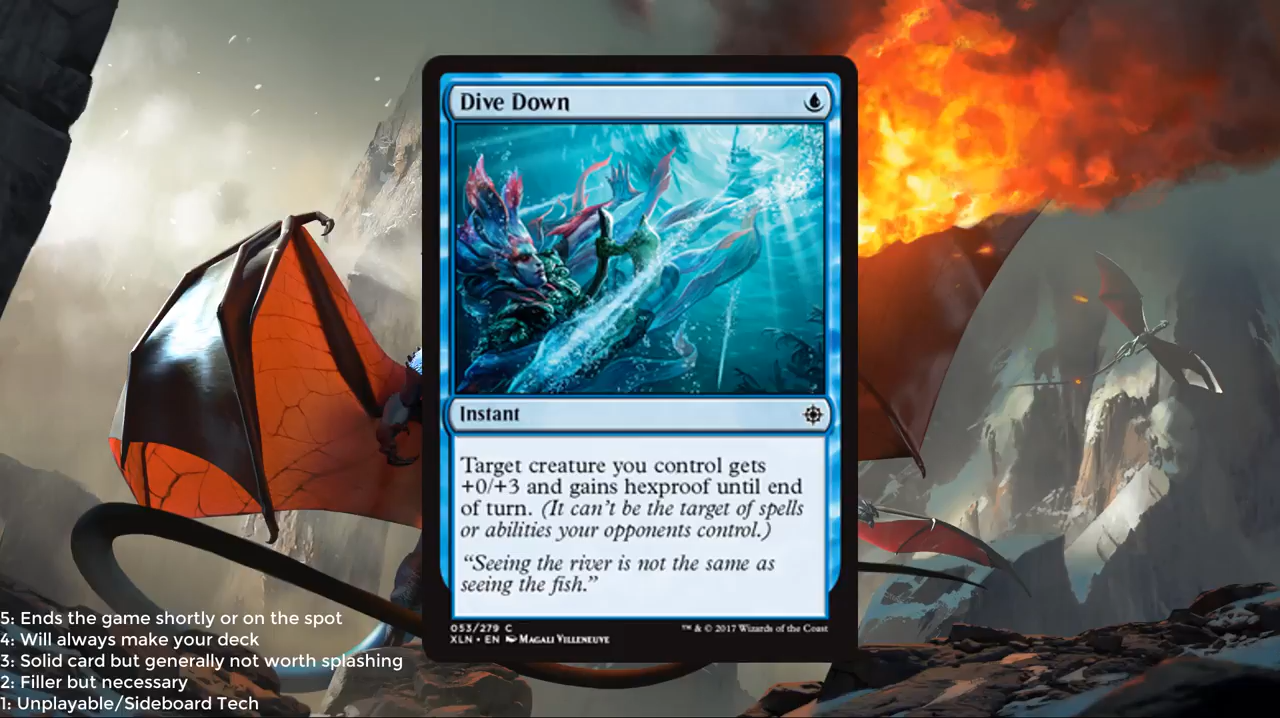 Dive Down
Instant
Target creature you control gets
+0/+3 and gains hexproof until end
of turn. (It can't be the target of spells
or abilities your opponents control.)
"Seeing the river is not the same as
seeing the fish."
053/279 C
XLN • EN MAGALI VILLENEUVE
™ & © 2017 Wizards of the Coast
5: Ends the game shortly or on the spot
4: Will always make your deck
3: Solid card but generally not worth splashing
2: Filler but necessary
1: Unplayable/Sideboard Tech